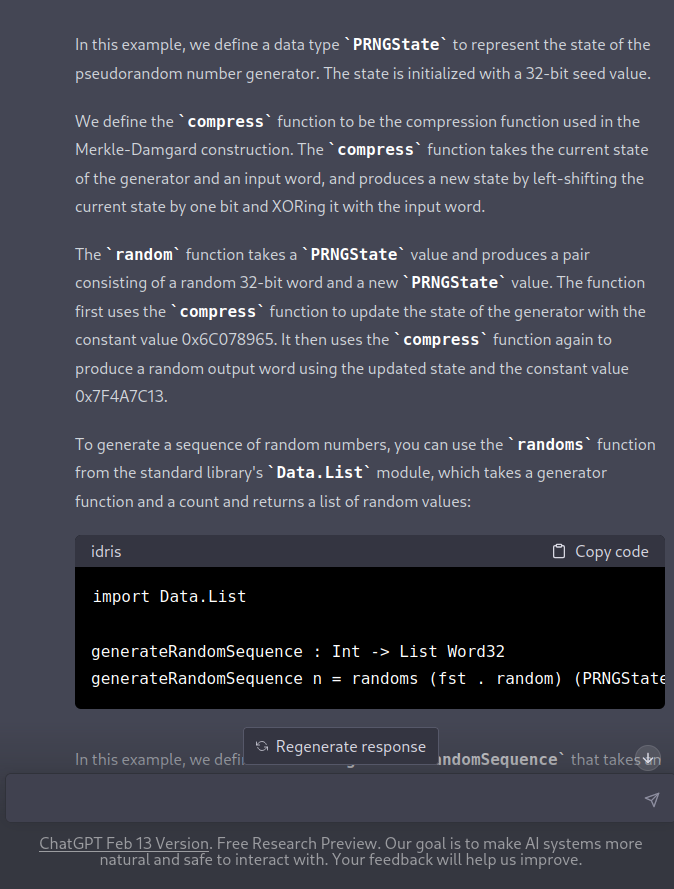 In this example, we define a data type `PRNGState` to represent the state of the
pseudorandom number generator. The state is initialized with a 32-bit seed value.
We define the `compress` function to be the compression function used in the
Merkle-Damgard construction. The `compress` function takes the current state
of the generator and an input word, and produces a new state by left-shifting the
current state by one bit and XORing it with the input word.
The `random` function takes a `PRNGState` value and produces a pair
consisting of a random 32-bit word and a new `PRNGState` value. The function
first uses the `compress` function to update the state of the generator with the
constant value 0x6C078965. It then uses the `compress` function again to
produce a random output word using the updated state and the constant value
0x7F4A7C13.
To generate a sequence of random numbers, you can use the `randoms` function
from the standard library's `Data.List` module, which takes a generator
function and a count and returns a list of random values:
idris Copy code
import Data.List
generateRandomSequence : Int -> List Word32
generateRandomSequence n = randoms (fst . random) (PRNGState
In this example, we defi andomSequence` that takes an
Regenerate response
ChatGPT Feb 13 Version. Free Research Preview. Our goal is to make AI systems more
natural and safe to interact with. Your feedback will help us improve.